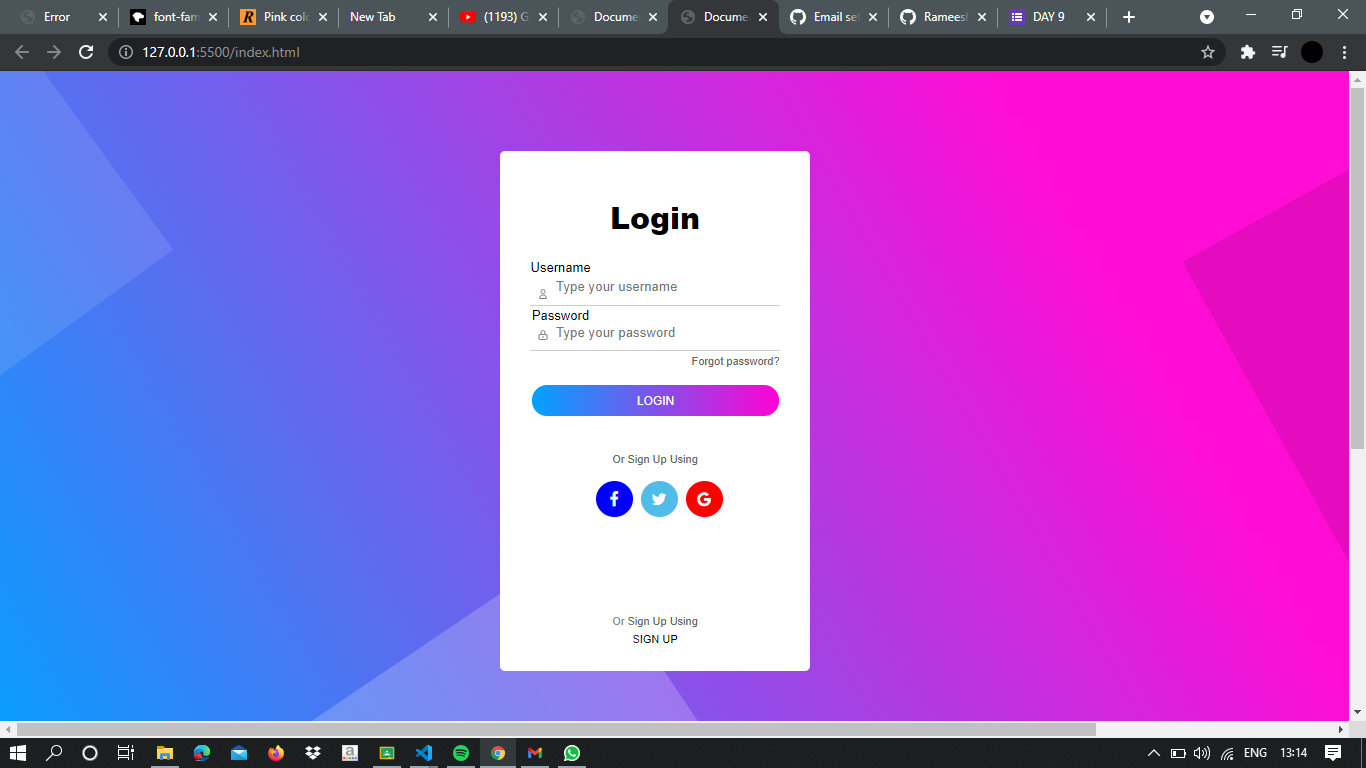 Error
font-fam
Pink colo
New Tab
(1193) G
Docume
Docume
Email set
Ramees
DAY 9
127.0.0.1:5500/index.html
Login
Username
Type your username
Password
Type your password
Forgot password?
LOGIN
Or Sign Up Using
Or Sign Up Using
SIGN UP
ENG
13:14